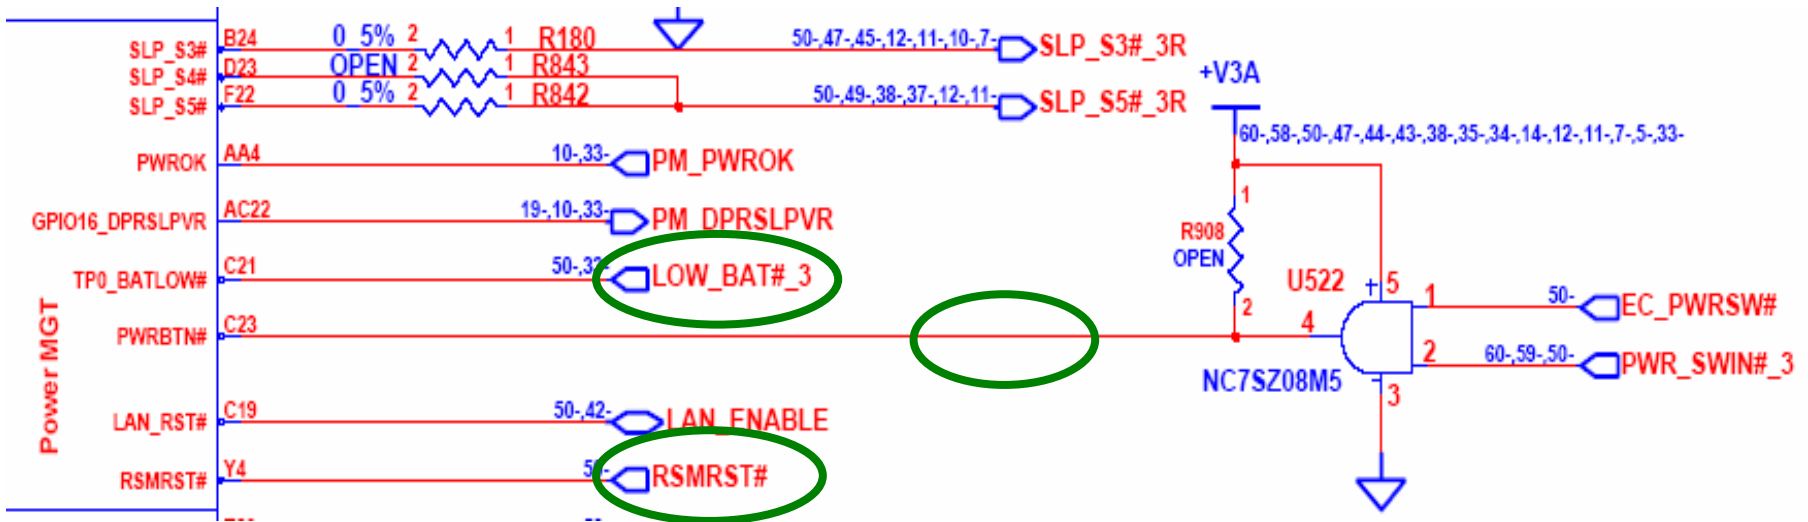 SLP_S3# B24 0_5% 2 1 R180 50-,47-,45-,12-,11-,10-,7- SLP_S3#_3R
SLP_S4# D23 OPEN 2 1 R843
SLP_S5# F22 0_5% 2 1 R842 50-,49-,38-,37-,12-,11- SLP_S5#_3R
+V3A
60-,58-,50-,47-,44-,43-,38-,35-,34-,14-,12-,11-,7-,5-,33-
PWROK AA4 10-,33- PM_PWROK
1
GPIO16_DPRSLPVR AC22 19-,10-,33- PM_DPRSLPVR
R908
OPEN
2
TP0_BATLOW# C21 50-,33- LOW_BAT#_3
U522 + 5
1 50- EC_PWRSW#
PWRBTN# C23 4
2 60-,59-,50- PWR_SWIN#_3
NC7SZ08M5 - 3
Power MGT
LAN_RST# C19 50-,42- LAN_ENABLE
RSMRST# Y4 RSMRST#